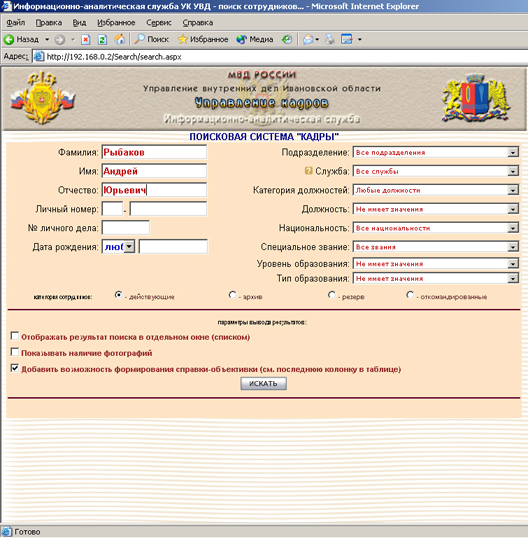 Информационно-аналитическая служба УК УВД - поиск сотрудников... - Microsoft Internet Explorer
Файл Правка Вид Избранное Сервис Справка
Назад Поиск Избранное Медиа
Адрес: http://192.168.0.2/Search/search.aspx
МВД РОССИИ
Управление внутренних дел Ивановской области
Управление кадров
Информационно-аналитическая служба
ПОИСКОВАЯ СИСТЕМА "КАДРЫ"
Фамилия: Рыбаков Подразделение: Все подразделения
Имя: Андрей ? Служба: Все службы
Отчество: Юрьевич Категория должностей: Любые должности
Личный номер: - Должность: Не имеет значения
№ личного дела: Национальность: Все национальности
Дата рождения: люб Специальное звание: Все звания
Уровень образования: Не имеет значения
Тип образования: Не имеет значения
категория сотрудников: - действующие - архив - резерв - откомандированные
параметры вывода результатов:
Отображать результат поиска в отдельном окне (списком)
Показывать наличие фотографий
Добавить возможность формирования справки-объективки (см. последнюю колонку в таблице)
ИСКАТЬ
Готово